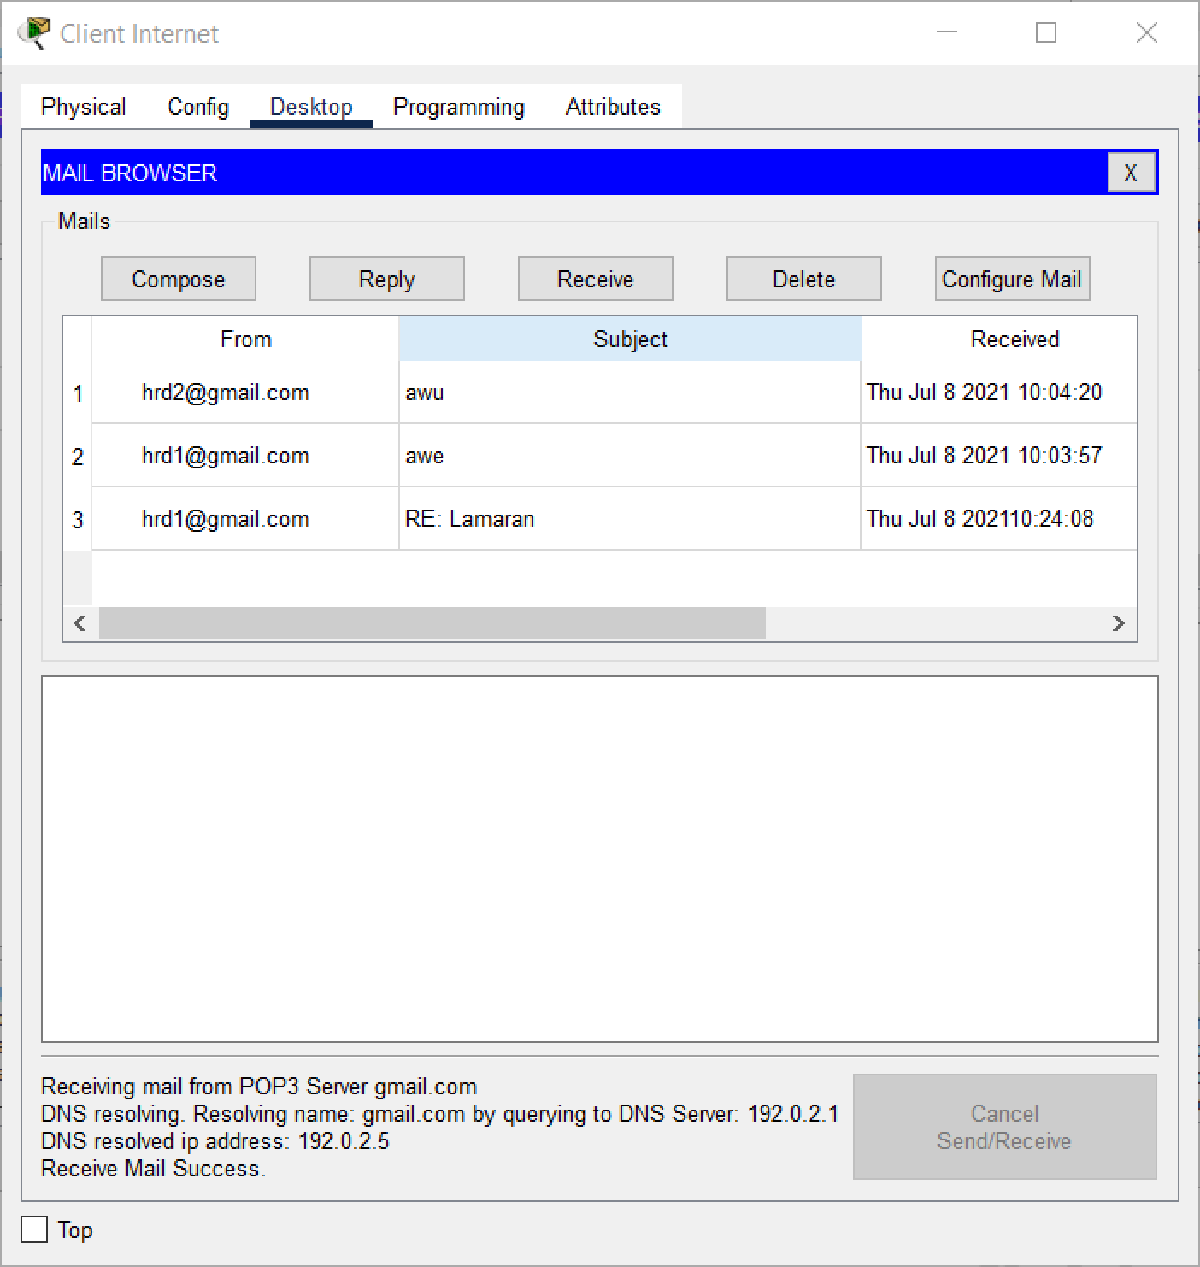 Client Internet
Physical Config Desktop Programming Attributes
MAIL BROWSER X
Mails
Compose Reply Receive Delete Configure Mail
From Subject Received
1 hrd2@gmail.com awu Thu Jul 8 2021 10:04:20
2 hrd1@gmail.com awe Thu Jul 8 2021 10:03:57
3 hrd1@gmail.com RE: Lamaran Thu Jul 8 202110:24:08
Receiving mail from POP3 Server gmail.com
DNS resolving. Resolving name: gmail.com by querying to DNS Server: 192.0.2.1
DNS resolved ip address: 192.0.2.5
Receive Mail Success.
Cancel
Send/Receive
Top